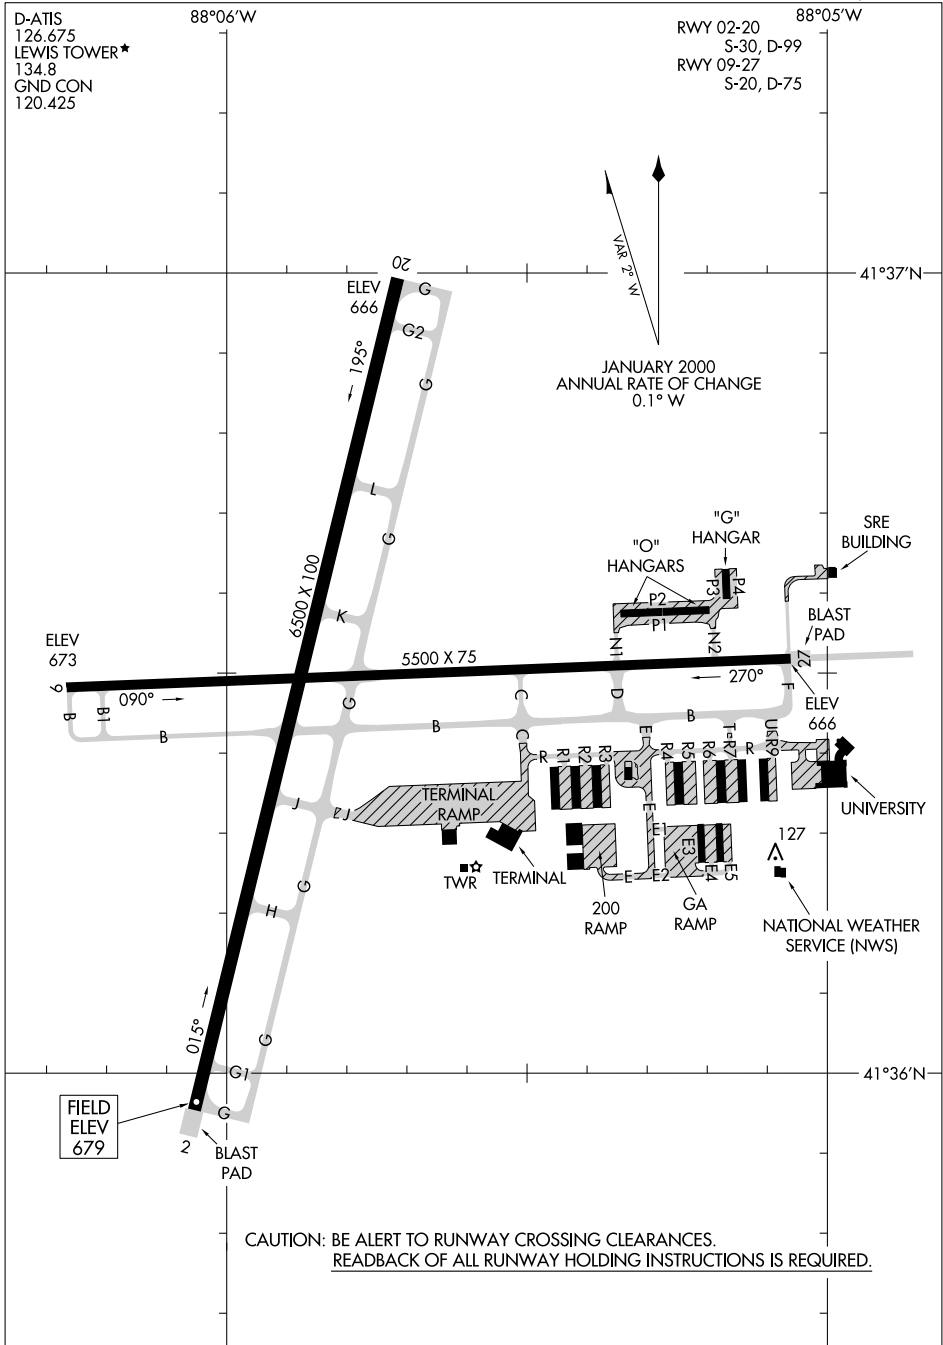 D-ATIS
126.675
LEWIS TOWER★
134.8
GND CON
120.425
88°06'W
88°05'W
RWY 02-20
S-30, D-99
RWY 09-27
S-20, D-75
VAR 2° W
41°37'N
JANUARY 2000
ANNUAL RATE OF CHANGE
0.1° W
20
ELEV
666
G
G2
195°
G
L
G
6500 X 100
K
"G"
HANGAR
"O"
HANGARS
SRE
BUILDING
P3
P4
P2
P1
N1
N2
BLAST
PAD
27
ELEV
673
9
5500 X 75
090°
270°
ELEV
666
B
B1
B
G
B
C
D
B
F
C
E
T
U
R
R1
R2
R3
R4
R5
R6
R7
R
R9
UNIVERSITY
TERMINAL
RAMP
J
J
E
E1
E3
E
E2
E4
E5
127
TWR
TERMINAL
200
RAMP
GA
RAMP
NATIONAL WEATHER
SERVICE (NWS)
G
H
015°
G
G1
G
41°36'N
FIELD
ELEV
679
2
BLAST
PAD
CAUTION: BE ALERT TO RUNWAY CROSSING CLEARANCES.
READBACK OF ALL RUNWAY HOLDING INSTRUCTIONS IS REQUIRED.